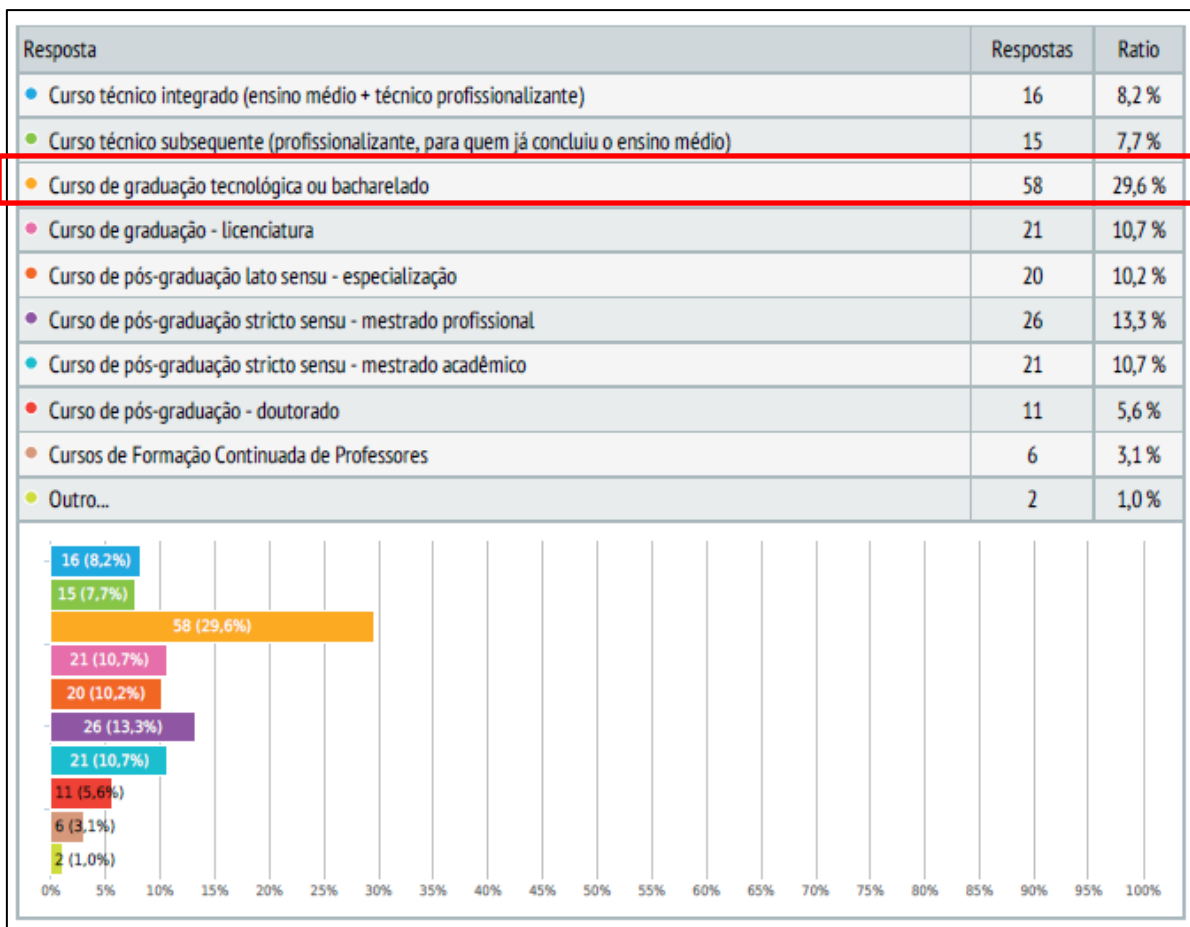 Resposta Respostas Ratio
Curso técnico integrado (ensino médio + técnico profissionalizante) 16 8,2 %
Curso técnico subsequente (profissionalizante, para quem já concluiu o ensino médio) 15 7,7 %
Curso de graduação tecnológica ou bacharelado 58 29,6 %
Curso de graduação - licenciatura 21 10,7 %
Curso de pós-graduação lato sensu - especialização 20 10,2 %
Curso de pós-graduação stricto sensu - mestrado profissional 26 13,3 %
Curso de pós-graduação stricto sensu - mestrado acadêmico 21 10,7 %
Curso de pós-graduação - doutorado 11 5,6 %
Cursos de Formação Continuada de Professores 6 3,1 %
Outro... 2 1,0 %
16 (8,2%)
15 (7,7%)
58 (29,6%)
21 (10,7%)
20 (10,2%)
26 (13,3%)
21 (10,7%)
11 (5,6%)
6 (3,1%)
2 (1,0%)
0% 5% 10% 15% 20% 25% 30% 35% 40% 45% 50% 55% 60% 65% 70% 75% 80% 85% 90% 95% 100%